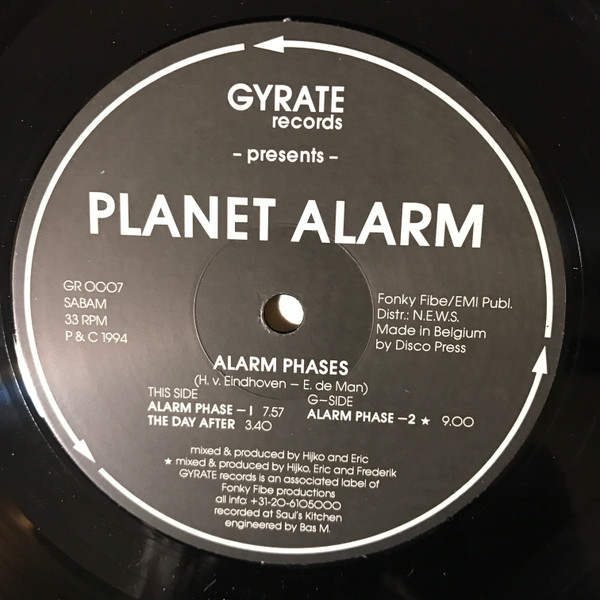 GYRATE
records
– presents –
PLANET ALARM
GR 0007
SABAM
33 RPM
P & C 1994
Fonky Fibe/EMI Publ.
Distr.: N.E.W.S.
Made in Belgium
by Disco Press
ALARM PHASES
(H. v. Eindhoven – E. de Man)
THIS SIDE
ALARM PHASE – I 7.57
THE DAY AFTER 3.40
G–SIDE
ALARM PHASE –2 ★ 9.00
mixed & produced by Hijko and Eric
★ mixed & produced by Hijko, Eric and Frederik
GYRATE records is an associated label of
Fonky Fibe productions
all info: +31-20-6105000
recorded at Saul's Kitchen
engineered by Bas M.